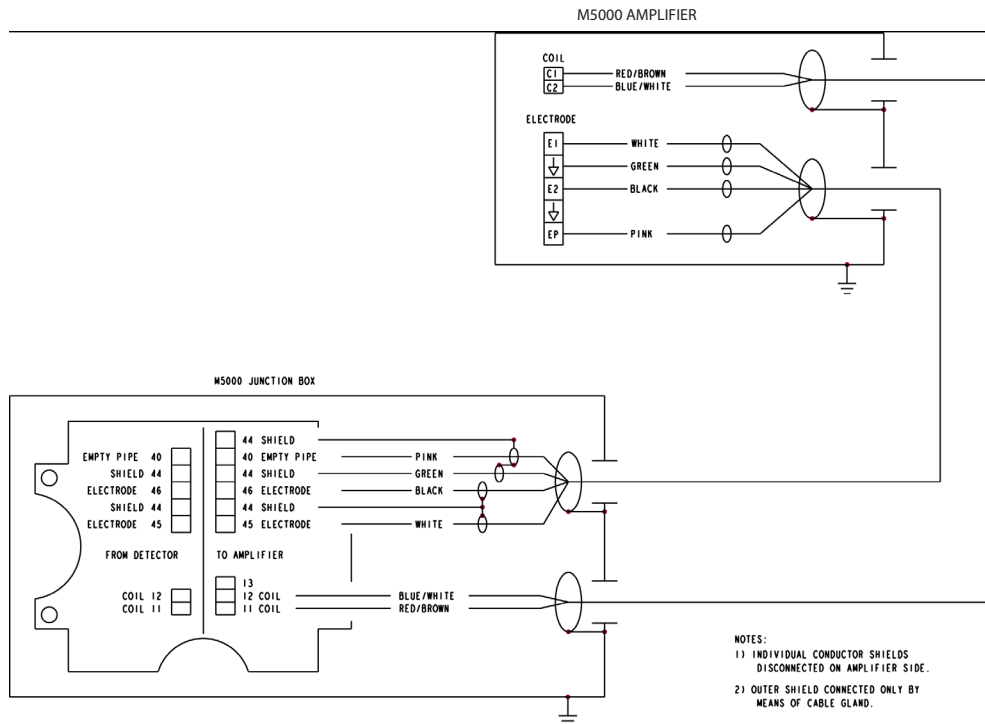 M5000 AMPLIFIER
COIL
C1
RED/BROWN
C2
BLUE/WHITE
ELECTRODE
E1
WHITE
GREEN
E2
BLACK
EP
PINK
M5000 JUNCTION BOX
44 SHIELD
EMPTY PIPE 40
40 EMPTY PIPE
PINK
SHIELD 44
44 SHIELD
GREEN
ELECTRODE 46
46 ELECTRODE
BLACK
SHIELD 44
44 SHIELD
ELECTRODE 45
45 ELECTRODE
WHITE
FROM DETECTOR
TO AMPLIFIER
13
COIL 12
12 COIL
BLUE/WHITE
COIL 11
11 COIL
RED/BROWN
NOTES:
1) INDIVIDUAL CONDUCTOR SHIELDS
DISCONNECTED ON AMPLIFIER SIDE.
2) OUTER SHIELD CONNECTED ONLY BY
MEANS OF CABLE GLAND.